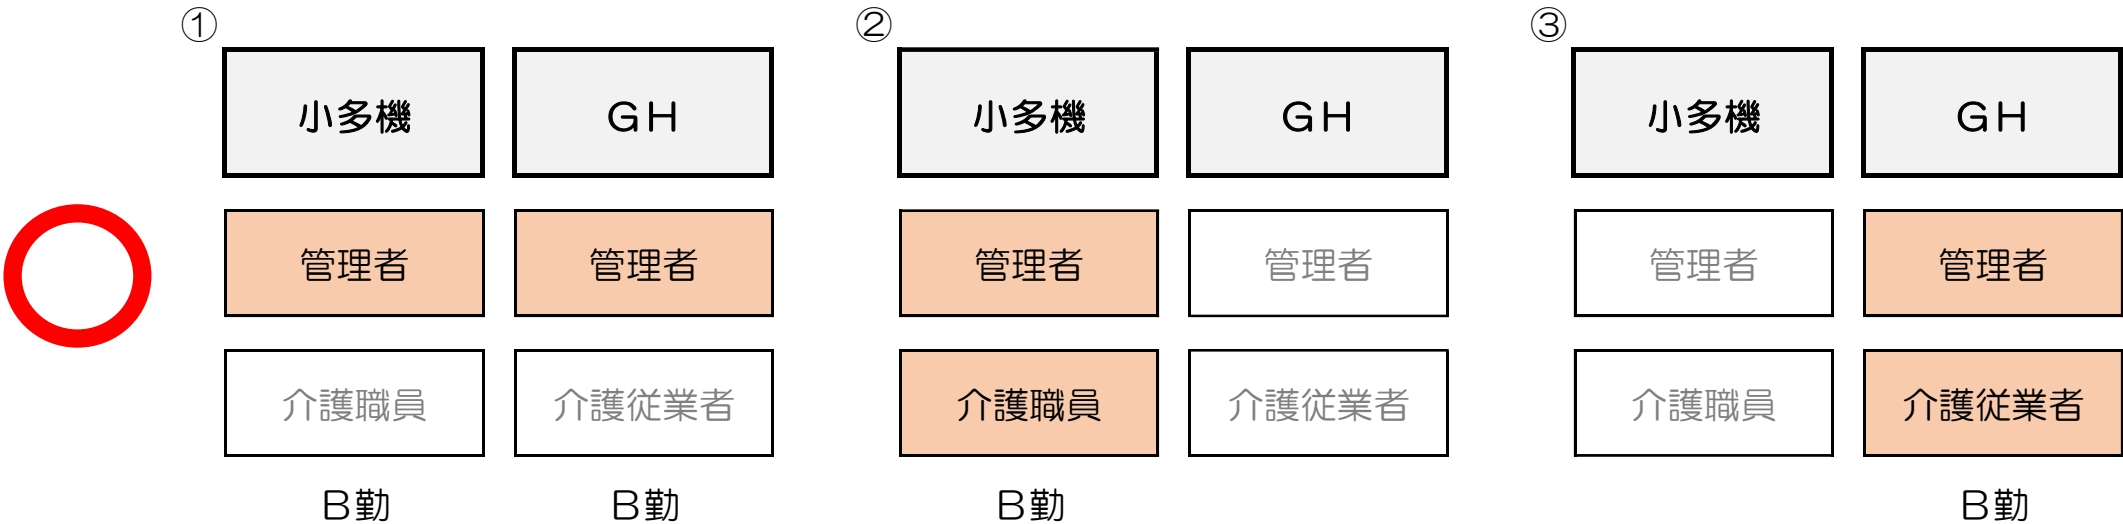 ① ② ③
小多機 GH 小多機 GH 小多機 GH
管理者 管理者 管理者 管理者 管理者 管理者
介護職員 介護従業者 介護職員 介護従業者 介護職員 介護従業者
B勤 B勤 B勤 B勤